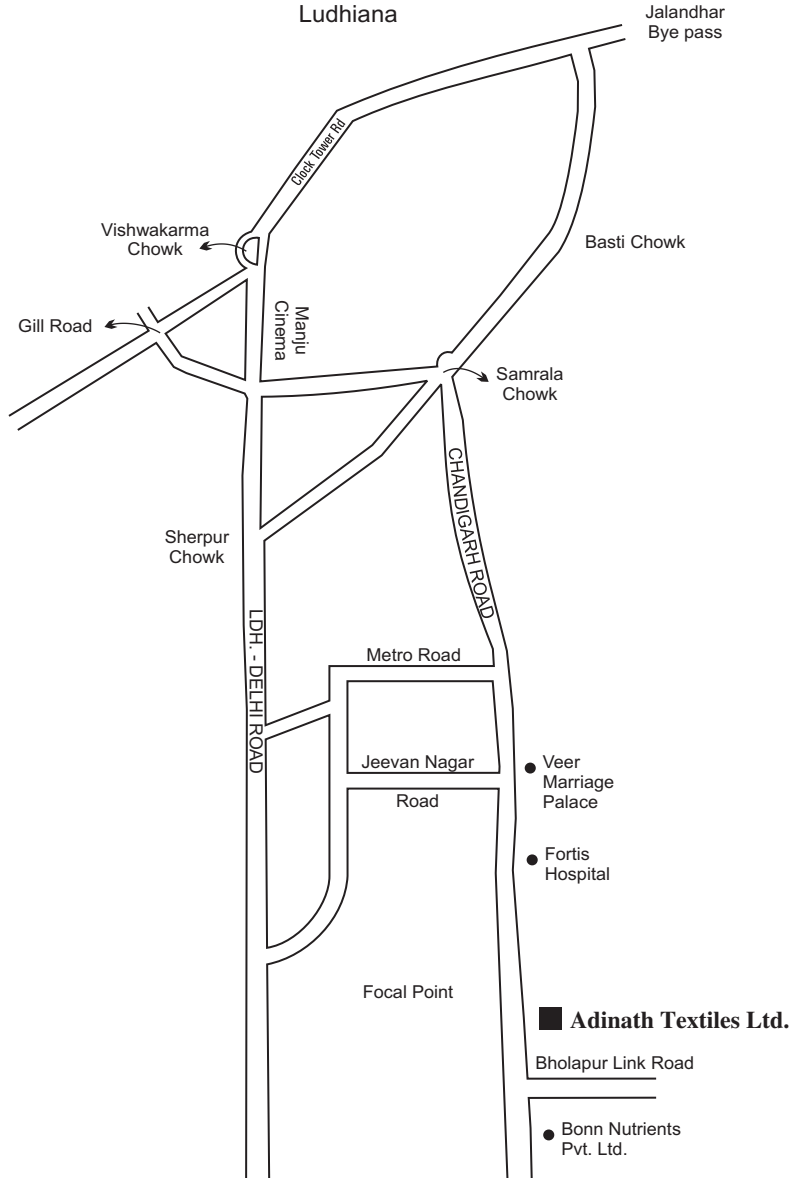 Ludhiana
Jalandhar
Bye pass
Clock Tower Rd
Vishwakarma
Chowk
Basti Chowk
Gill Road
Manju
Cinema
Samrala
Chowk
CHANDIGARH ROAD
Sherpur
Chowk
LDH. - DELHI ROAD
Metro Road
Jeevan Nagar
Road
Veer
Marriage
Palace
Fortis
Hospital
Focal Point
Adinath Textiles Ltd.
Bholapur Link Road
Bonn Nutrients
Pvt. Ltd.